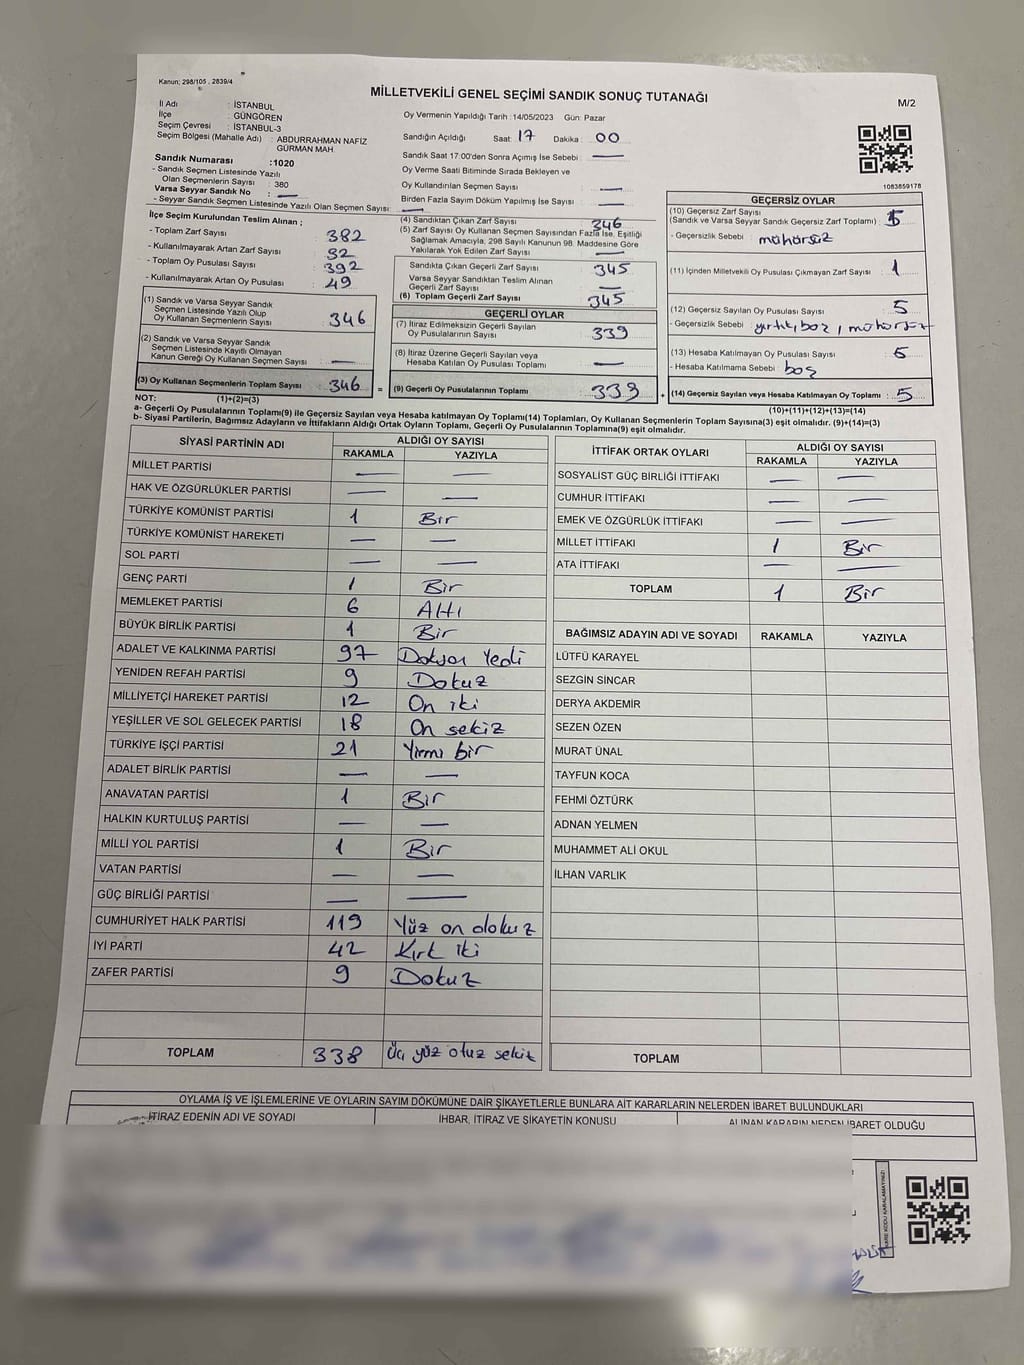 Kanun: 298/105 , 2839/4
MİLLETVEKİLİ GENEL SEÇİMİ SANDIK SONUÇ TUTANAĞI
M/2
İl Adı : İSTANBUL
İlçe : GÜNGÖREN
Seçim Çevresi : İSTANBUL-3
Seçim Bölgesi (Mahalle Adı) : ABDURRAHMAN NAFİZ
GÜRMAN MAH
Sandık Numarası :1020
- Sandık Seçmen Listesinde Yazılı
Olan Seçmenlerin Sayısı : 380
Varsa Seyyar Sandık No : —
- Seyyar Sandık Seçmen Listesinde Yazılı Olan Seçmen Sayısı: —
Oy Vermenin Yapıldığı Tarih :14/05/2023 Gün: Pazar
Sandığın Açıldığı Saat: 17 Dakika : 00
Sandık Saat 17:00'den Sonra Açımış İse Sebebi : —
Oy Verme Saati Bitiminde Sırada Bekleyen ve
Oy Kullandırılan Seçmen Sayısı : —
Birden Fazla Sayım Döküm Yapılmış İse Sayısı : —
1083859178
İlçe Seçim Kurulundan Teslim Alınan ;
- Toplam Zarf Sayısı : 382
- Kullanılmayarak Artan Zarf Sayısı : 32
- Toplam Oy Pusulası Sayısı : 392
- Kullanılmayarak Artan Oy Pusulası : 49
(1) Sandık ve Varsa Seyyar Sandık
Seçmen Listesinde Yazılı Olup
Oy Kullanan Seçmenlerin Sayısı : 346
(2) Sandık ve Varsa Seyyar Sandık
Seçmen Listesinde Kayıtlı Olmayan
Kanun Gereği Oy Kullanan Seçmen Sayısı : —
(3) Oy Kullanan Seçmenlerin Toplam Sayısı : 346 =
(4) Sandıktan Çıkan Zarf Sayısı : 346
(5) Zarf Sayısı Oy Kullanan Seçmen Sayısından Fazla İse, Eşitliği
Sağlamak Amacıyla, 298 Sayılı Kanunun 98. Maddesine Göre
Yakılarak Yok Edilen Zarf Sayısı : —
Sandıkta Çıkan Geçerli Zarf Sayısı : 345
Varsa Seyyar Sandıktan Teslim Alınan
Geçerli Zarf Sayısı : —
(6) Toplam Geçerli Zarf Sayısı : 345
GEÇERLİ OYLAR
(7) İtiraz Edilmeksizin Geçerli Sayılan
Oy Pusulalarının Sayısı : 339
(8) İtiraz Üzerine Geçerli Sayılan veya
Hesaba Katılan Oy Pusulası Toplamı : —
(9) Geçerli Oy Pusulalarının Toplamı : 339 +
GEÇERSİZ OYLAR
(10) Geçersiz Zarf Sayısı
(Sandık ve Varsa Seyyar Sandık Geçersiz Zarf Toplamı) :
- Geçersizlik Sebebi : mühürsüz
(11) İçinden Milletvekili Oy Pusulası Çıkmayan Zarf Sayısı : 1
(12) Geçersiz Sayılan Oy Pusulası Sayısı : 5
- Geçersizlik Sebebi : yırtık, boş, mühürsüz
(13) Hesaba Katılmayan Oy Pusulası Sayısı :
- Hesaba Katılmama Sebebi : boş
(14) Geçersiz Sayılan veya Hesaba Katılmayan Oy Toplamı : 5
NOT: (1)+(2)=(3) (10)+(11)+(12)+(13)=(14)
a- Geçerli Oy Pusulalarının Toplamı(9) ile Geçersiz Sayılan veya Hesaba katılmayan Oy Toplamı(14) Toplamları, Oy Kullanan Seçmenlerin Toplam Sayısına(3) eşit olmalıdır. (9)+(14)=(3)
b- Siyasi Partilerin, Bağımsız Adayların ve İttifakların Aldığı Ortak Oyların Toplamı, Geçerli Oy Pusulalarının Toplamına(9) eşit olmalıdır.
SİYASİ PARTİNİN ADI ALDIĞI OY SAYISI
RAKAMLA YAZIYLA
MİLLET PARTİSİ — —
HAK VE ÖZGÜRLÜKLER PARTİSİ — —
TÜRKİYE KOMÜNİST PARTİSİ 1 Bir
TÜRKİYE KOMÜNİST HAREKETİ — —
SOL PARTİ — —
GENÇ PARTİ 1 Bir
MEMLEKET PARTİSİ 6 Altı
BÜYÜK BİRLİK PARTİSİ 1 Bir
ADALET VE KALKINMA PARTİSİ 97 Doksan Yedi
YENİDEN REFAH PARTİSİ 9 Dokuz
MİLLİYETÇİ HAREKET PARTİSİ 12 On iki
YEŞİLLER VE SOL GELECEK PARTİSİ 18 On sekiz
TÜRKİYE İŞÇİ PARTİSİ 21 Yirmi bir
ADALET BİRLİK PARTİSİ — —
ANAVATAN PARTİSİ 1 Bir
HALKIN KURTULUŞ PARTİSİ — —
MİLLİ YOL PARTİSİ 1 Bir
VATAN PARTİSİ — —
GÜÇ BİRLİĞİ PARTİSİ — —
CUMHURİYET HALK PARTİSİ 119 Yüz on dokuz
İYİ PARTİ 42 Kırk iki
ZAFER PARTİSİ 9 Dokuz
TOPLAM 338 Üç yüz otuz sekiz
İTTİFAK ORTAK OYLARI ALDIĞI OY SAYISI
RAKAMLA YAZIYLA
SOSYALİST GÜÇ BİRLİĞİ İTTİFAKI — —
CUMHUR İTTİFAKI — —
EMEK VE ÖZGÜRLÜK İTTİFAKI — —
MİLLET İTTİFAKI 1 Bir
ATA İTTİFAKI — —
TOPLAM 1 Bir
BAĞIMSIZ ADAYIN ADI VE SOYADI RAKAMLA YAZIYLA
LÜTFÜ KARAYEL
SEZGİN SİNCAR
DERYA AKDEMİR
SEZEN ÖZEN
MURAT ÜNAL
TAYFUN KOCA
FEHMİ ÖZTÜRK
ADNAN YELMEN
MUHAMMET ALİ OKUL
İLHAN VARLIK
TOPLAM
OYLAMA İŞ VE İŞLEMLERİNE VE OYLARIN SAYIM DÖKÜMÜNE DAİR ŞİKAYETLERLE BUNLARA AİT KARARLARIN NELERDEN İBARET BULUNDUKLARI
İTİRAZ EDENİN ADI VE SOYADI İHBAR, İTİRAZ VE ŞİKAYETİN KONUSU ALINAN KARARIN NEDEN İBARET OLDUĞU
KARE KODU KARALAMAYINIZ!